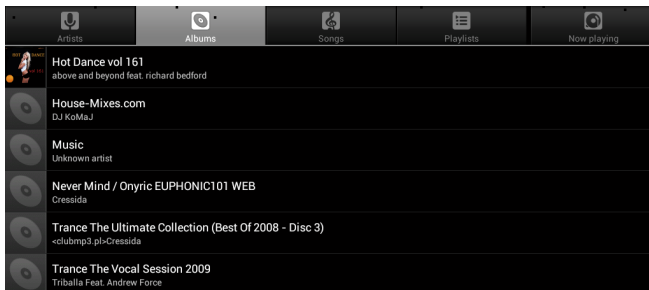 Artists
Albums
Songs
Playlists
Now playing
HOT DANCE
Hot Dance vol 161
above and beyond feat. richard bedford
House-Mixes.com
DJ KoMaJ
Music
Unknown artist
Never Mind / Onyric EUPHONIC101 WEB
Cressida
Trance The Ultimate Collection (Best Of 2008 - Disc 3)
<clubmp3.pl>Cressida
Trance The Vocal Session 2009
Triballa Feat. Andrew Force